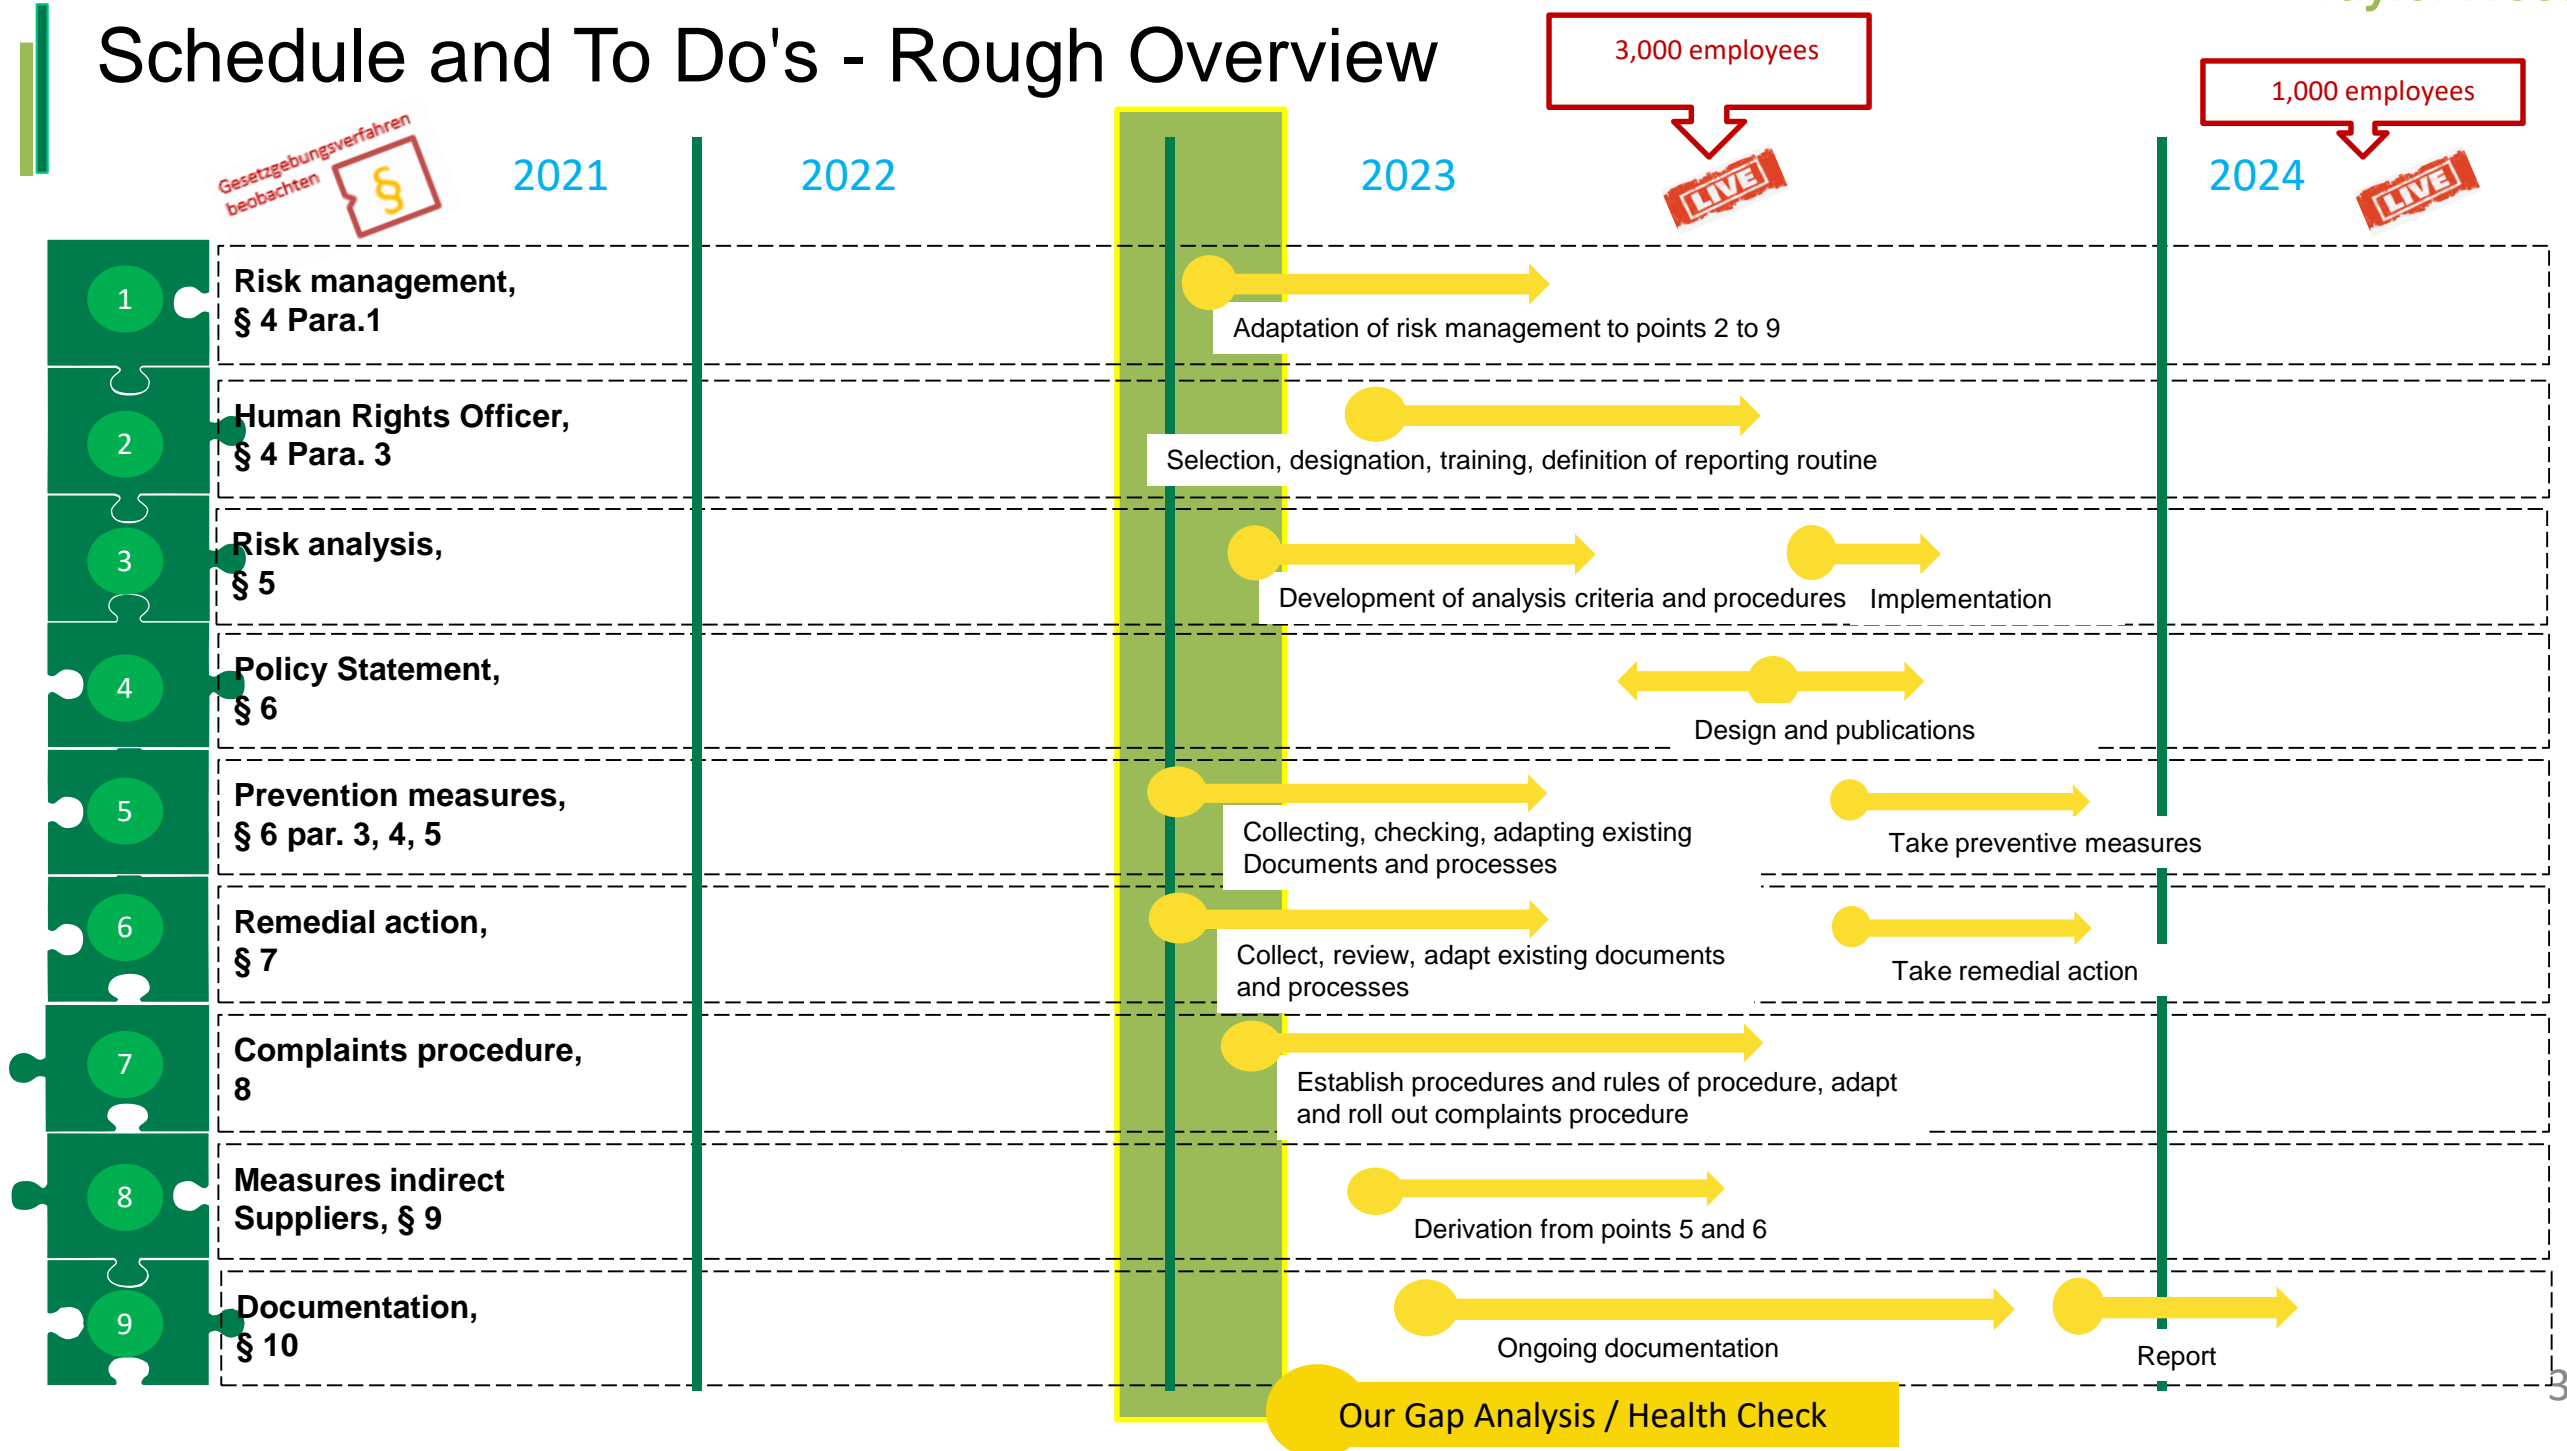 Schedule and To Do's - Rough Overview
3,000 employees
1,000 employees
Gesetzgebungsverfahren
beobachten
§
2021
2022
2023
LIVE
2024
LIVE
1
Risk management,
§ 4 Para.1
Adaptation of risk management to points 2 to 9
2
Human Rights Officer,
§ 4 Para. 3
Selection, designation, training, definition of reporting routine
3
Risk analysis,
§ 5
Development of analysis criteria and procedures
Implementation
4
Policy Statement,
§ 6
Design and publications
5
Prevention measures,
§ 6 par. 3, 4, 5
Collecting, checking, adapting existing
Documents and processes
Take preventive measures
6
Remedial action,
§ 7
Collect, review, adapt existing documents
and processes
Take remedial action
7
Complaints procedure,
8
Establish procedures and rules of procedure, adapt
and roll out complaints procedure
8
Measures indirect
Suppliers, § 9
Derivation from points 5 and 6
9
Documentation,
§ 10
Ongoing documentation
Report
3
Our Gap Analysis / Health Check